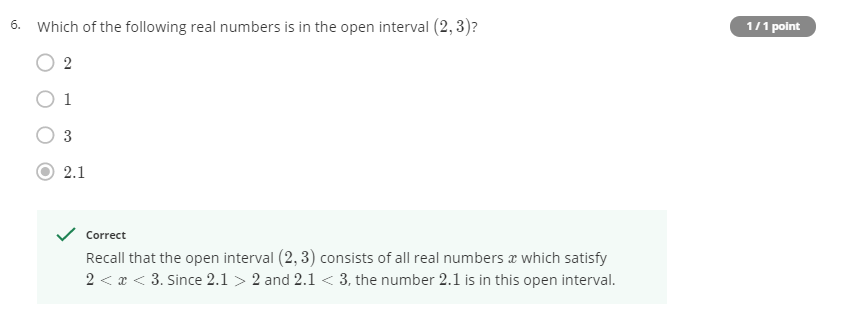 6. Which of the following real numbers is in the open interval (2, 3)? 1 / 1 point
2
1
3
2.1
Correct
Recall that the open interval (2, 3) consists of all real numbers x which satisfy
2 < x < 3. Since 2.1 > 2 and 2.1 < 3, the number 2.1 is in this open interval.